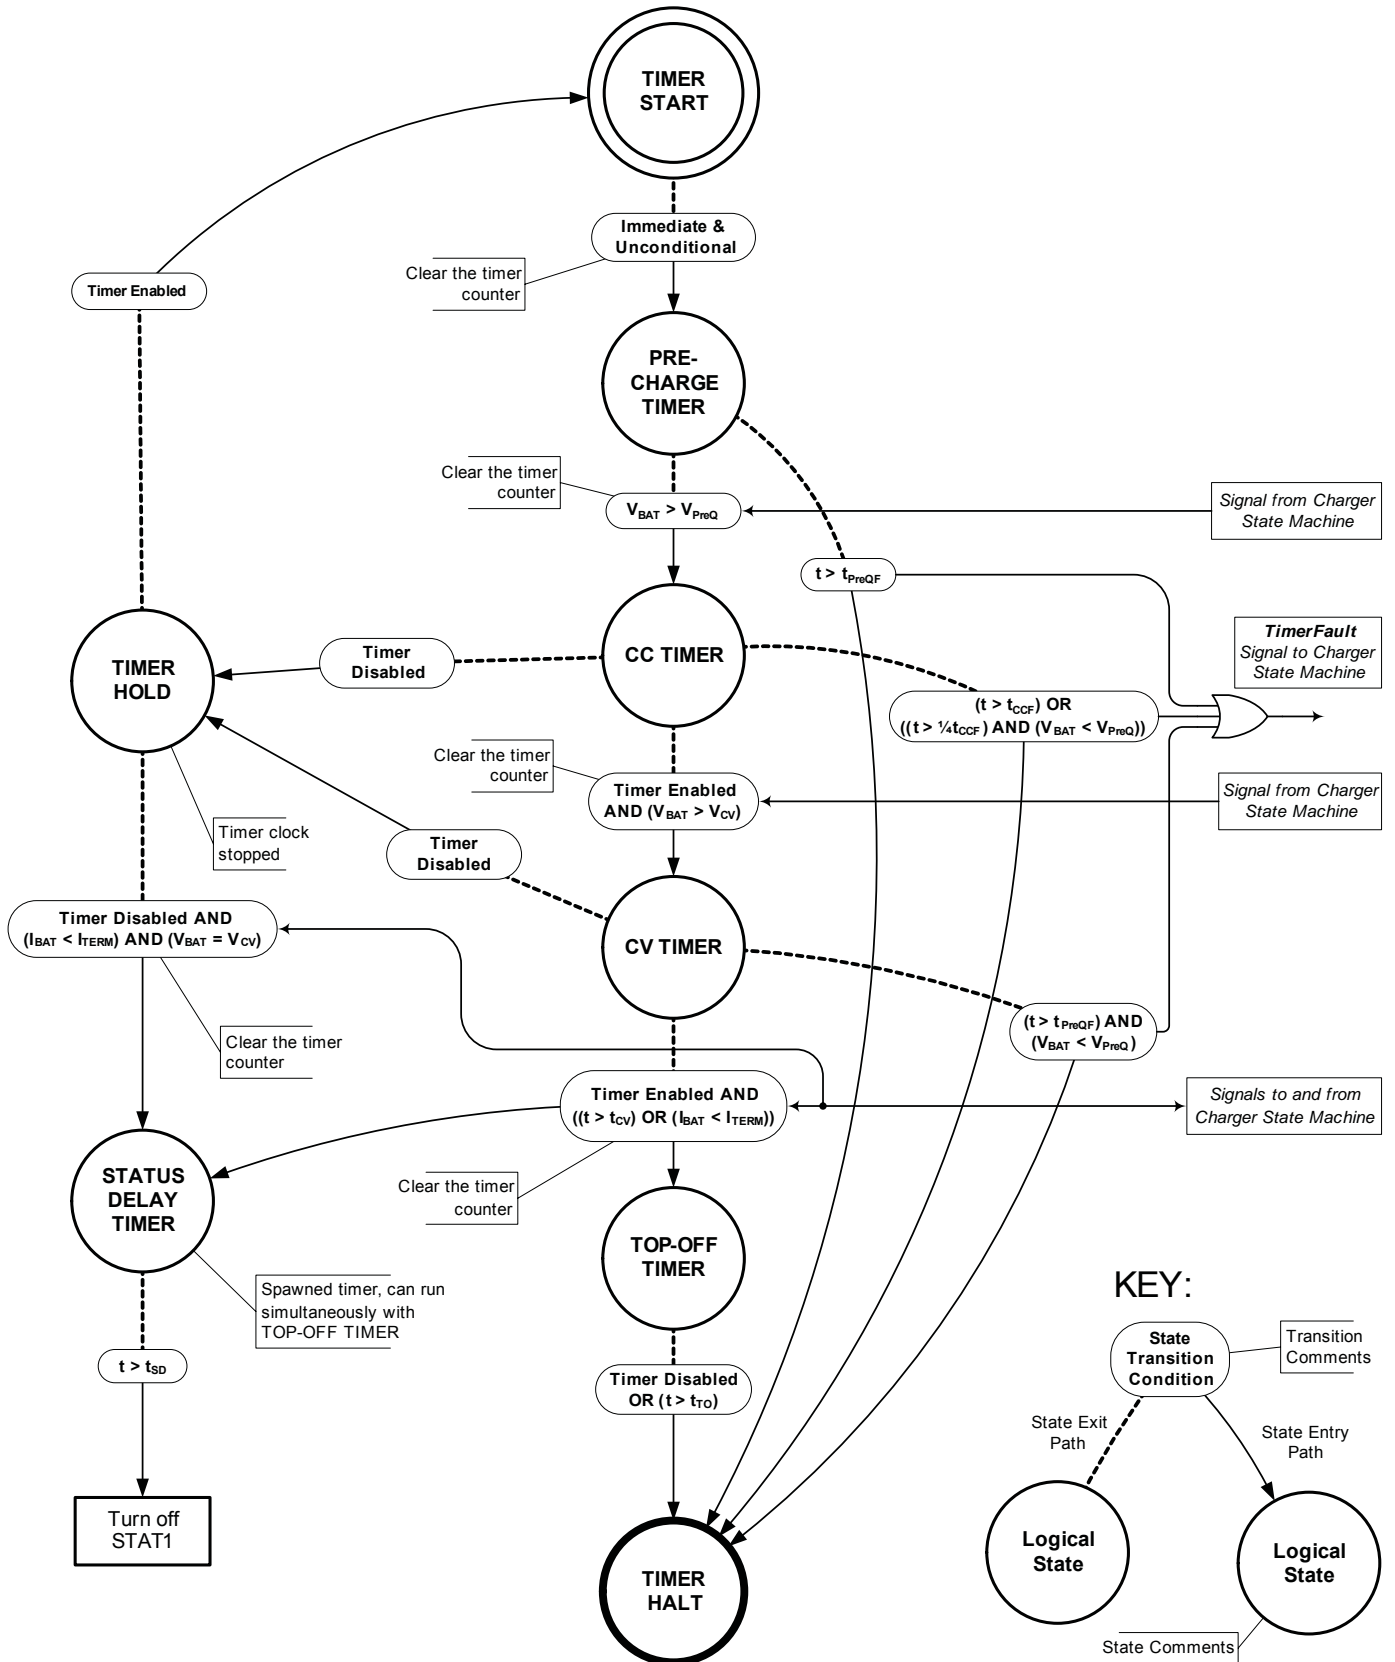 TIMER
START
Immediate &
Unconditional
Clear the timer
counter
Timer Enabled
PRE-
CHARGE
TIMER
Clear the timer
counter
VBAT > VPreQ
Signal from Charger
State Machine
t > tPreQF
TIMER
HOLD
Timer
Disabled
CC TIMER
TimerFault
Signal to Charger
State Machine
(t > tCCF) OR
((t > ¼tCCF) AND (VBAT < VPreQ))
Clear the timer
counter
Timer Enabled
AND (VBAT > VCV)
Signal from Charger
State Machine
Timer clock
stopped
Timer
Disabled
Timer Disabled AND
(IBAT < ITERM) AND (VBAT = VCV)
CV TIMER
(t > tPreQF) AND
(VBAT < VPreQ)
Clear the timer
counter
Timer Enabled AND
((t > tCV) OR (IBAT < ITERM))
Signals to and from
Charger State Machine
STATUS
DELAY
TIMER
Clear the timer
counter
TOP-OFF
TIMER
Spawned timer, can run
simultaneously with
TOP-OFF TIMER
t > tSD
Timer Disabled
OR (t > tTO)
Turn off
STAT1
TIMER
HALT
KEY:
State
Transition
Condition
Transition
Comments
State Exit
Path
State Entry
Path
Logical
State
Logical
State
State Comments